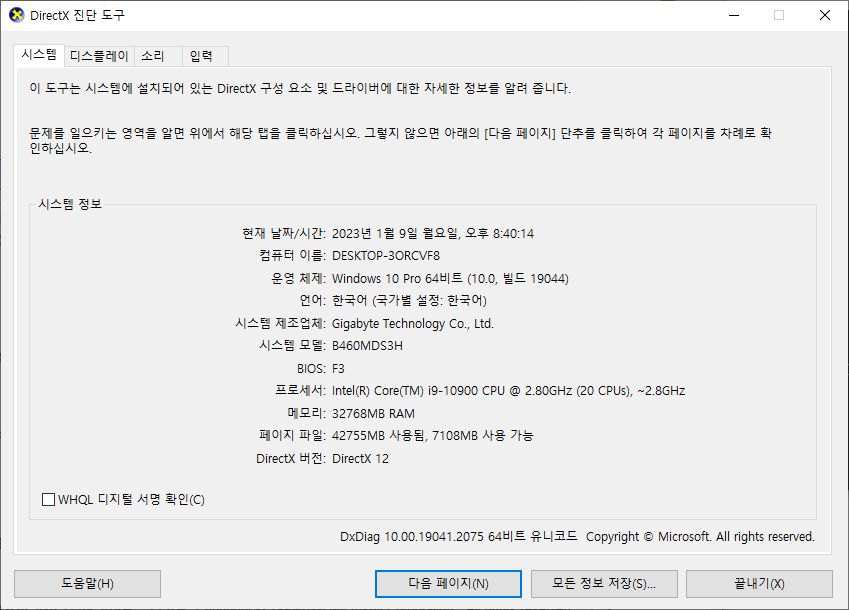 DirectX 진단 도구
시스템 디스플레이 소리 입력
이 도구는 시스템에 설치되어 있는 DirectX 구성 요소 및 드라이버에 대한 자세한 정보를 알려 줍니다.
문제를 일으키는 영역을 알면 위에서 해당 탭을 클릭하십시오. 그렇지 않으면 아래의 [다음 페이지] 단추를 클릭하여 각 페이지를 차례로 확
인하십시오.
시스템 정보
현재 날짜/시간: 2023년 1월 9일 월요일, 오후 8:40:14
컴퓨터 이름: DESKTOP-3ORCVF8
운영 체제: Windows 10 Pro 64비트 (10.0, 빌드 19044)
언어: 한국어 (국가별 설정: 한국어)
시스템 제조업체: Gigabyte Technology Co., Ltd.
시스템 모델: B460MDS3H
BIOS: F3
프로세서: Intel(R) Core(TM) i9-10900 CPU @ 2.80GHz (20 CPUs), ~2.8GHz
메모리: 32768MB RAM
페이지 파일: 42755MB 사용됨, 7108MB 사용 가능
DirectX 버전: DirectX 12
WHQL 디지털 서명 확인(C)
DxDiag 10.00.19041.2075 64비트 유니코드 Copyright © Microsoft. All rights reserved.
도움말(H) 다음 페이지(N) 모든 정보 저장(S)... 끝내기(X)